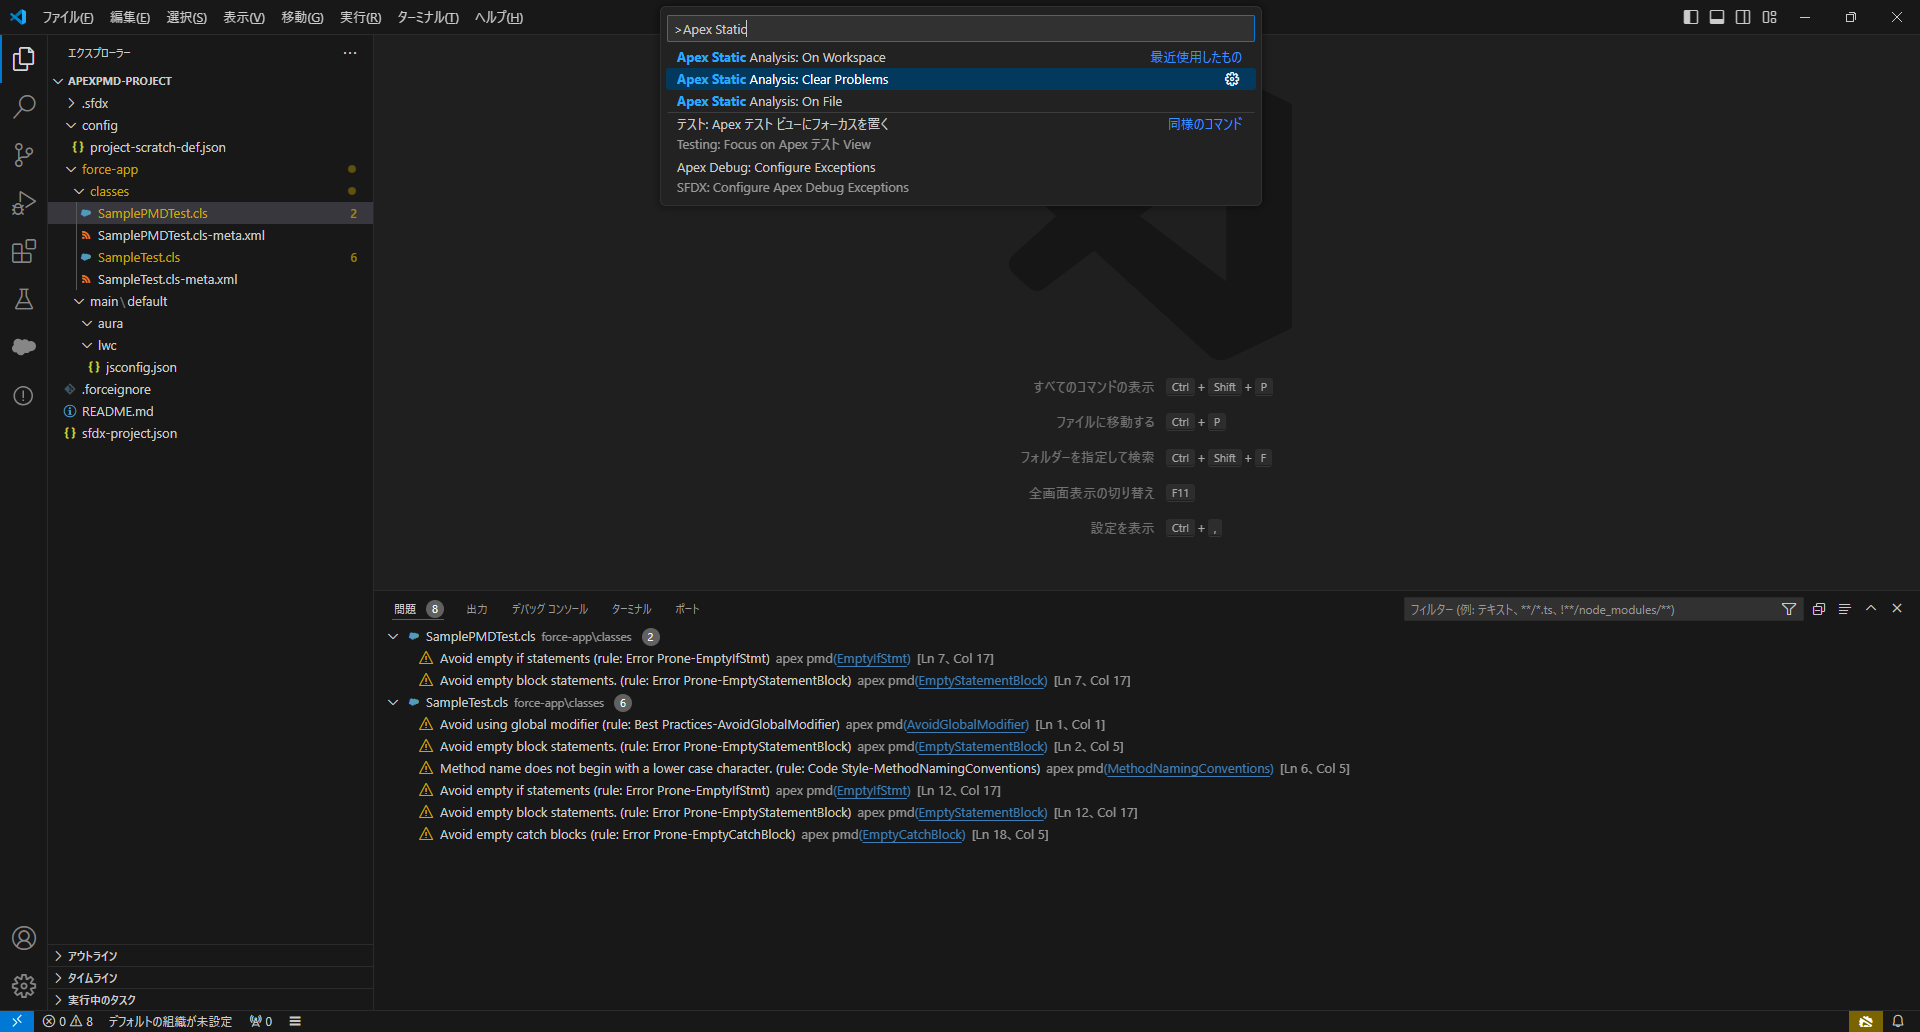 ファイル(F) 編集(E) 選択(S) 表示(V) 移動(G) 実行(R) ターミナル(T) ヘルプ(H)
>Apex Static
Apex Static Analysis: On Workspace 最近使用したもの
Apex Static Analysis: Clear Problems
Apex Static Analysis: On File
テスト: Apex テスト ビューにフォーカスを置く 同様のコマンド
Testing: Focus on Apex テスト View
Apex Debug: Configure Exceptions
SFDX: Configure Apex Debug Exceptions
エクスプローラー
APEXPMD-PROJECT
.sfdx
config
{} project-scratch-def.json
force-app
classes
SamplePMDTest.cls 2
SamplePMDTest.cls-meta.xml
SampleTest.cls 6
SampleTest.cls-meta.xml
main\default
aura
lwc
{} jsconfig.json
.forceignore
README.md
{} sfdx-project.json
アウトライン
タイムライン
実行中のタスク
すべてのコマンドの表示 Ctrl + Shift + P
ファイルに移動する Ctrl + P
フォルダーを指定して検索 Ctrl + Shift + F
全画面表示の切り替え F11
設定を表示 Ctrl + ,
問題 8 出力 デバッグ コンソール ターミナル ポート フィルター (例: テキスト、**/*.ts、!**/node_modules/**)
SamplePMDTest.cls force-app\classes 2
Avoid empty if statements (rule: Error Prone-EmptyIfStmt) apex pmd(EmptyIfStmt) [Ln 7、Col 17]
Avoid empty block statements. (rule: Error Prone-EmptyStatementBlock) apex pmd(EmptyStatementBlock) [Ln 7、Col 17]
SampleTest.cls force-app\classes 6
Avoid using global modifier (rule: Best Practices-AvoidGlobalModifier) apex pmd(AvoidGlobalModifier) [Ln 1、Col 1]
Avoid empty block statements. (rule: Error Prone-EmptyStatementBlock) apex pmd(EmptyStatementBlock) [Ln 2、Col 5]
Method name does not begin with a lower case character. (rule: Code Style-MethodNamingConventions) apex pmd(MethodNamingConventions) [Ln 6、Col 5]
Avoid empty if statements (rule: Error Prone-EmptyIfStmt) apex pmd(EmptyIfStmt) [Ln 12、Col 17]
Avoid empty block statements. (rule: Error Prone-EmptyStatementBlock) apex pmd(EmptyStatementBlock) [Ln 12、Col 17]
Avoid empty catch blocks (rule: Error Prone-EmptyCatchBlock) apex pmd(EmptyCatchBlock) [Ln 18、Col 5]
0 8 デフォルトの組織が未設定 0